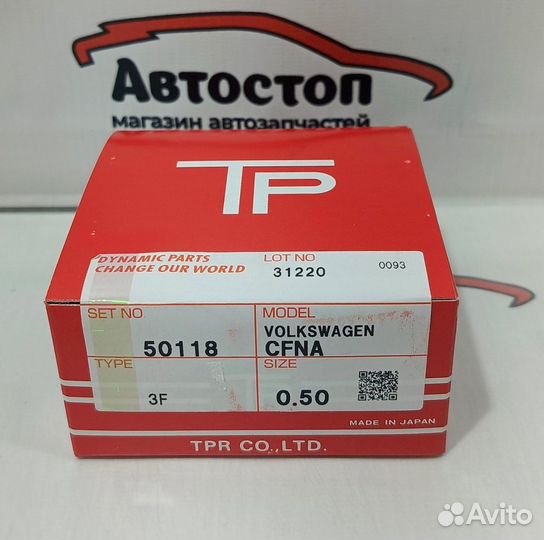 Автостоп
магазин автозапчастей
TP
DYNAMIC PARTS
CHANGE OUR WORLD
LOT NO
31220
0093
SET NO
50118
MODEL
VOLKSWAGEN
CFNA
TYPE
3F
SIZE
0.50
MADE IN JAPAN
TPR CO.,LTD.
Avito